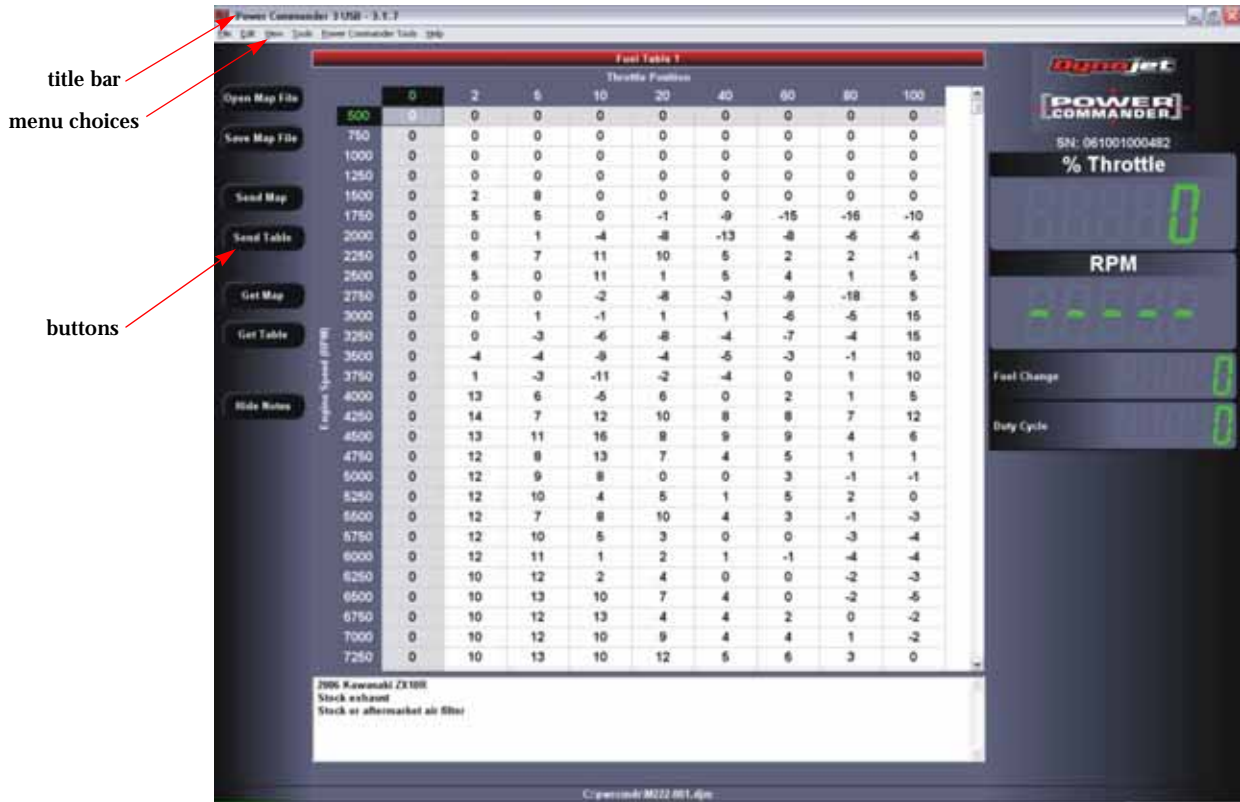 Power Commander 3 USB - 3.1.7
File Edit View Tools Power Commander Tools Help
title bar
menu choices
buttons
Open Map File
Save Map File
Send Map
Send Table
Get Map
Get Table
Hide Notes
Fuel Table 1
Throttle Position
0 2 5 10 20 40 60 80 100
Engine Speed (RPM)
500 0 0 0 0 0 0 0 0 0
750 0 0 0 0 0 0 0 0 0
1000 0 0 0 0 0 0 0 0 0
1250 0 0 0 0 0 0 0 0 0
1500 0 2 8 0 0 0 0 0 0
1750 0 5 5 0 -1 -9 -15 -16 -10
2000 0 0 1 -4 -8 -13 -8 -6 -6
2250 0 6 7 11 10 5 2 2 -1
2500 0 5 0 11 1 5 4 1 5
2750 0 0 0 -2 -8 -3 -9 -18 5
3000 0 0 1 -1 1 1 -6 -5 15
3250 0 0 -3 -6 -8 -4 -7 -4 15
3500 0 -4 -4 -9 -4 -5 -3 -1 10
3750 0 1 -3 -11 -2 -4 0 1 10
4000 0 13 6 -5 6 0 2 1 5
4250 0 14 7 12 10 8 8 7 12
4500 0 13 11 16 8 9 9 4 6
4750 0 12 8 13 7 4 5 1 1
5000 0 12 9 8 0 0 3 -1 -1
5250 0 12 10 4 5 1 5 2 0
5500 0 12 7 8 10 4 3 -1 -3
5750 0 12 10 5 3 0 0 -3 -4
6000 0 12 11 1 2 1 -1 -4 -4
6250 0 10 12 2 4 0 0 -2 -3
6500 0 10 13 10 7 4 0 -2 -5
6750 0 10 12 13 4 4 2 0 -2
7000 0 10 12 10 9 4 4 1 -2
7250 0 10 13 10 12 5 6 3 0
2006 Kawasaki ZX10R
Stock exhaust
Stock or aftermarket air filter
Dynojet
POWER
COMMANDER
SN: 061001000482
% Throttle
0
RPM
- - - - -
Fuel Change 0
Duty Cycle 0
C:\pwrcmdr\M222-001.djm